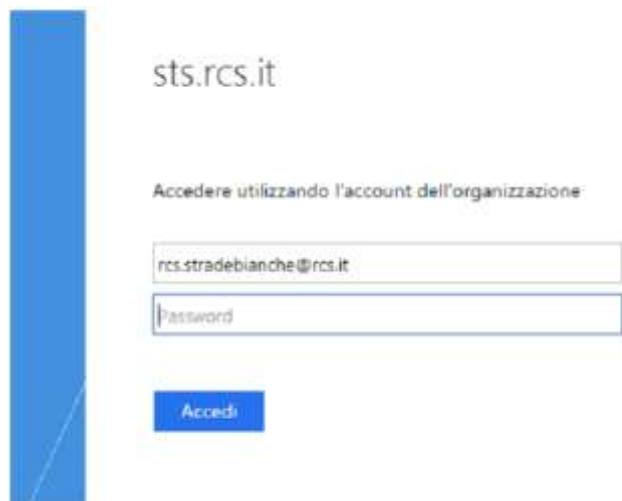 sts.rcs.it
Accedere utilizzando l'account dell'organizzazione
rcs.stradebianche@rcs.it
Password
Accedi